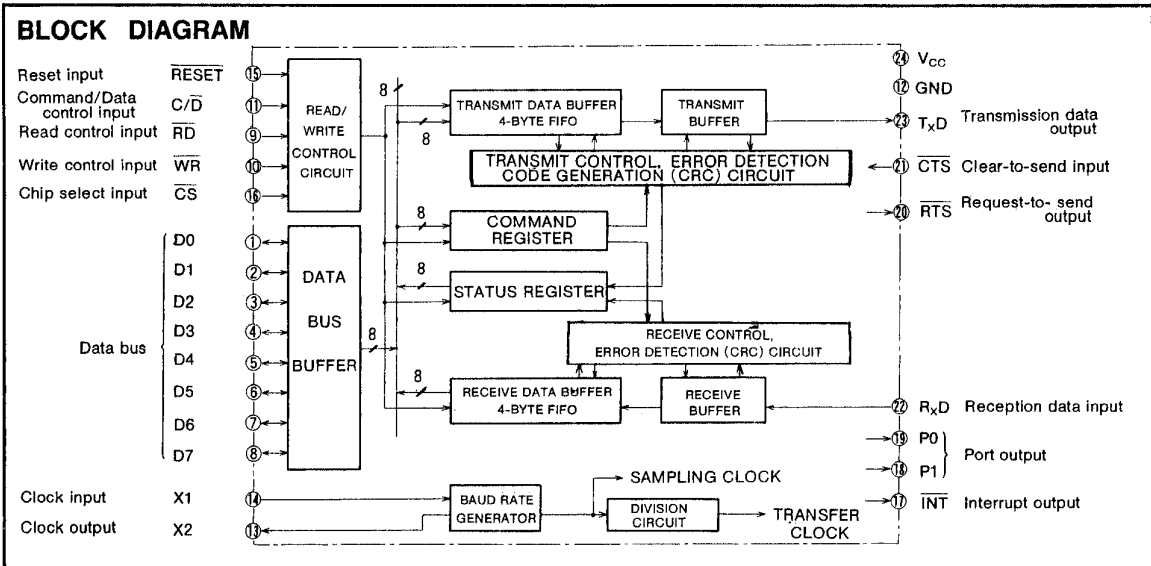 BLOCK DIAGRAM
Reset input RESET 15
Command/Data control input C/D 11
Read control input RD 9
Write control input WR 10
Chip select input CS 16
READ/
WRITE
CONTROL
CIRCUIT
Data bus
D0 1
D1 2
D2 3
D3 4
D4 5
D5 6
D6 7
D7 8
DATA
BUS
BUFFER
8
Clock input X1 14
Clock output X2 13
8
8
TRANSMIT DATA BUFFER
4-BYTE FIFO
TRANSMIT
BUFFER
TRANSMIT CONTROL, ERROR DETECTION
CODE GENERATION (CRC) CIRCUIT
8
COMMAND
REGISTER
8
STATUS REGISTER
RECEIVE CONTROL,
ERROR DETECTION (CRC) CIRCUIT
8
RECEIVE DATA BUFFER
4-BYTE FIFO
RECEIVE
BUFFER
SAMPLING CLOCK
BAUD RATE
GENERATOR
DIVISION
CIRCUIT
TRANSFER
CLOCK
24 VCC
12 GND
23 TxD Transmission data
output
21 CTS Clear-to-send input
20 RTS Request-to- send
output
22 RxD Reception data input
19 P0
18 P1
Port output
17 INT Interrupt output